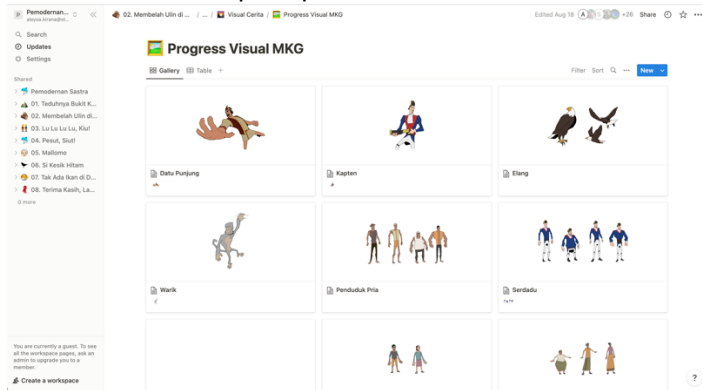 Pemodernan...
Search
Updates
Settings
Shared
Pemodernan Sastra
01. Teduhnya Bukit K...
02. Membelah Ulin di...
03. Lu Lu Lu Lu, Kiu!
04. Pesut, Siut!
05. Mallomo
06. Si Kesik Hitam
07. Tak Ada Ikan di D...
08. Terima Kasih, La...
0 more
You are currently a guest. To see
all the workspace pages, ask an
admin to upgrade you to a
member.
Create a workspace
02. Membelah Ulin di ... / ... / Visual Cerita / Progress Visual MKG
Edited Aug 18
+26 Share
Progress Visual MKG
Gallery Table
Filter Sort New
Datu Punjung
Kapten
Elang
Warik
Penduduk Pria
Serdadu